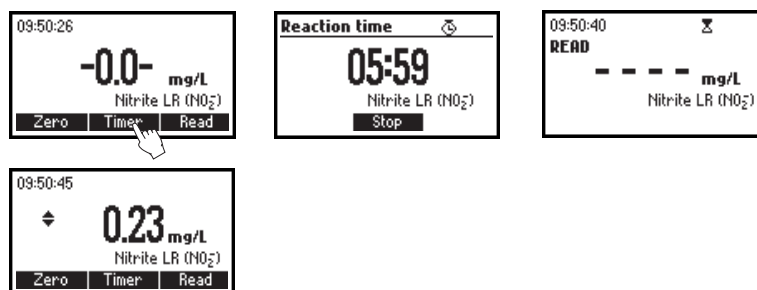 09:50:26
-0.0- mg/L
Nitrite LR (NO₂⁻)
Zero Timer Read
Reaction time
05:59
Nitrite LR (NO₂⁻)
Stop
09:50:40
READ
- - - - mg/L
Nitrite LR (NO₂⁻)
09:50:45
0.23 mg/L
Nitrite LR (NO₂⁻)
Zero Timer Read